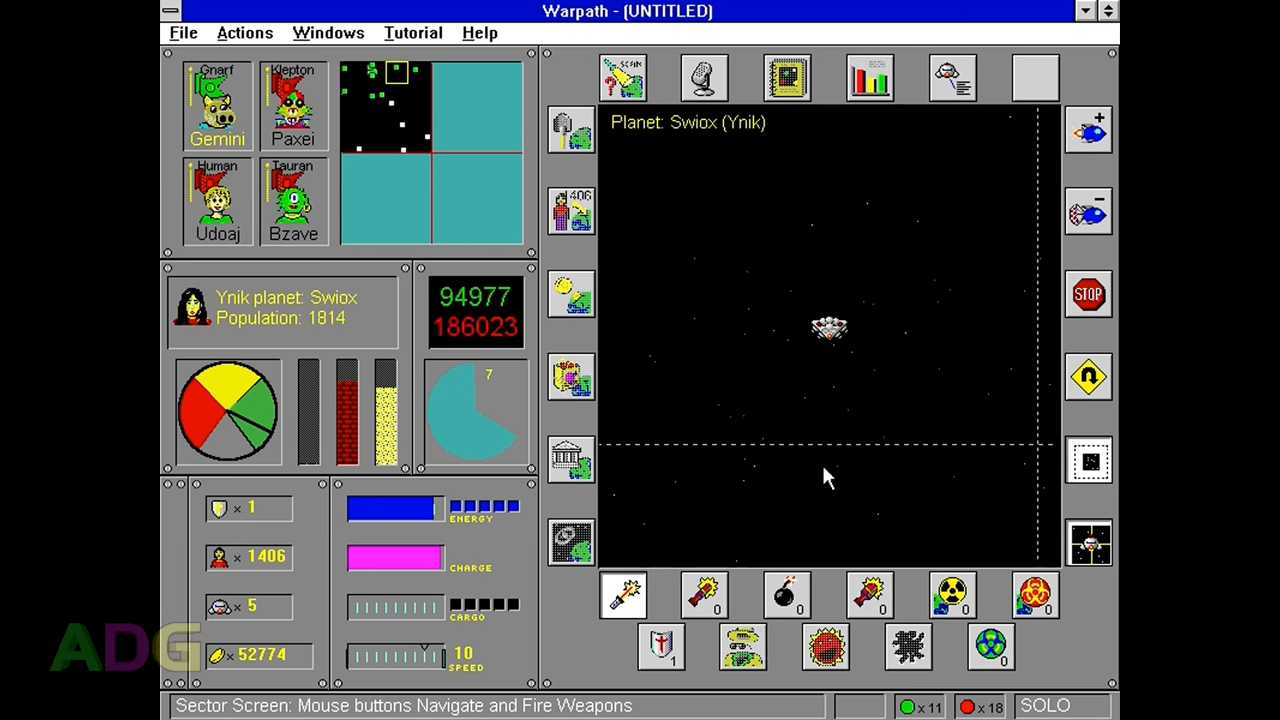 Warpath - (UNTITLED)
File Actions Windows Tutorial Help
Gnarf Klepton
Gemini Paxei
Human Tauran
Udoaj Bzave
SCAN
?
Planet: Swiox (Ynik)
+
406
-
STOP
Ynik planet: Swiox
Population: 1814
94977
186023
7
× 1
× 1406
× 5
× 52774
ENERGY
CHARGE
CARGO
10
SPEED
0 0 0 0 0
1 0
ADG
Sector Screen: Mouse buttons Navigate and Fire Weapons
x 11 x 18 SOLO